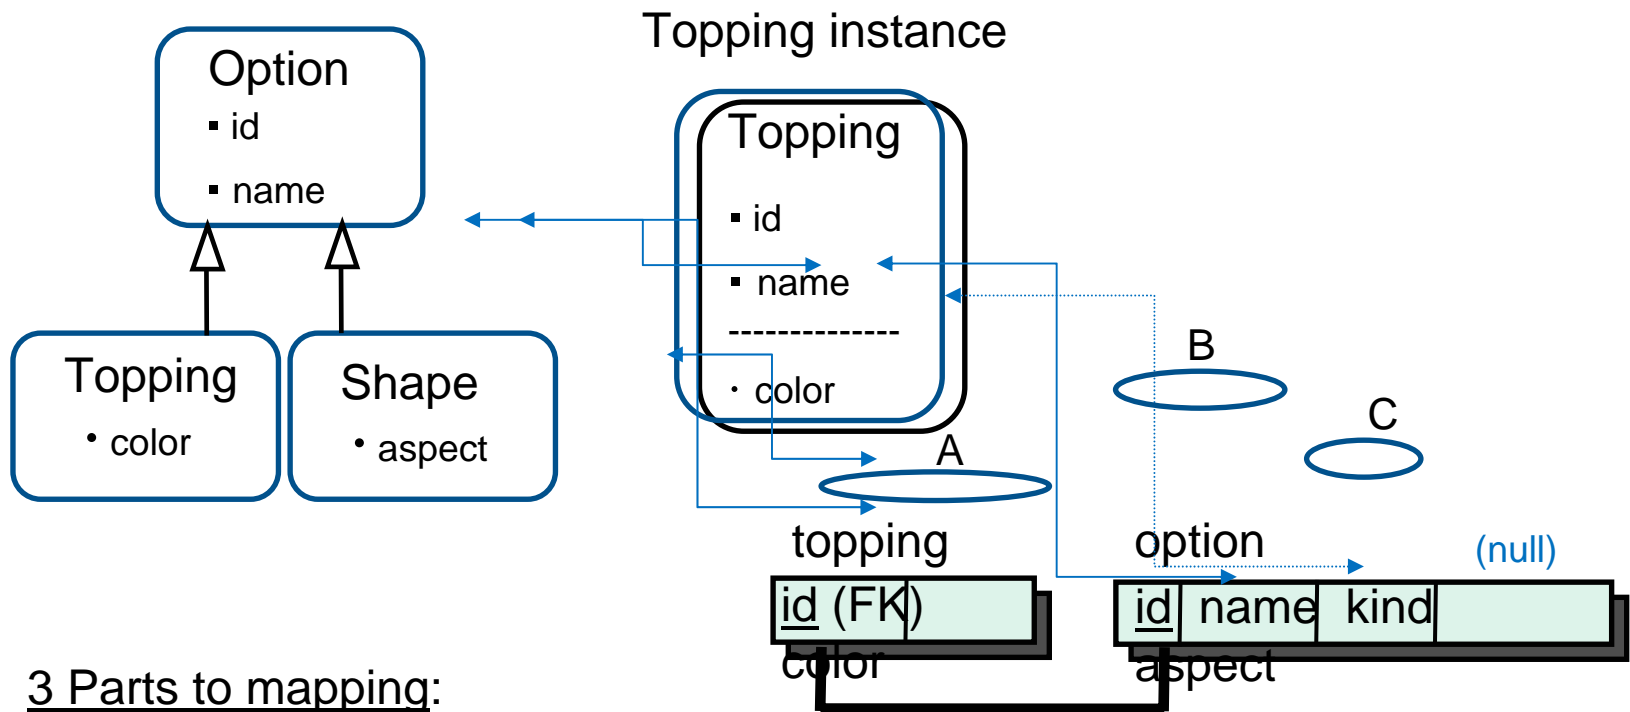 Topping instance
Option
▪ id
▪ name
Topping
• color
Shape
• aspect
Topping
▪ id
▪ name
--------------
• color
A
B
C
topping
id (FK)
color
option
(null)
id name kind
aspect
3 Parts to mapping: